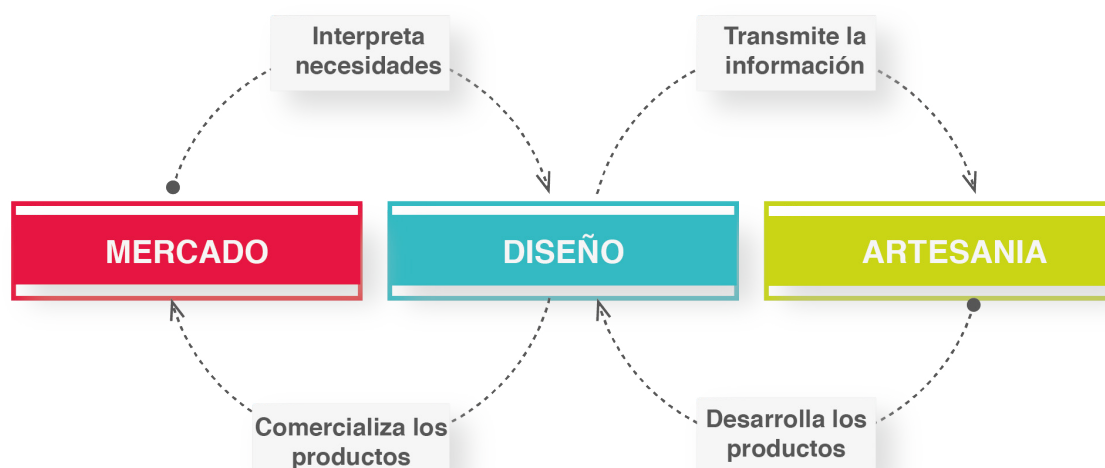 Interpreta
necesidades
Transmite la
información
MERCADO
DISEÑO
ARTESANIA
Comercializa los
productos
Desarrolla los
productos